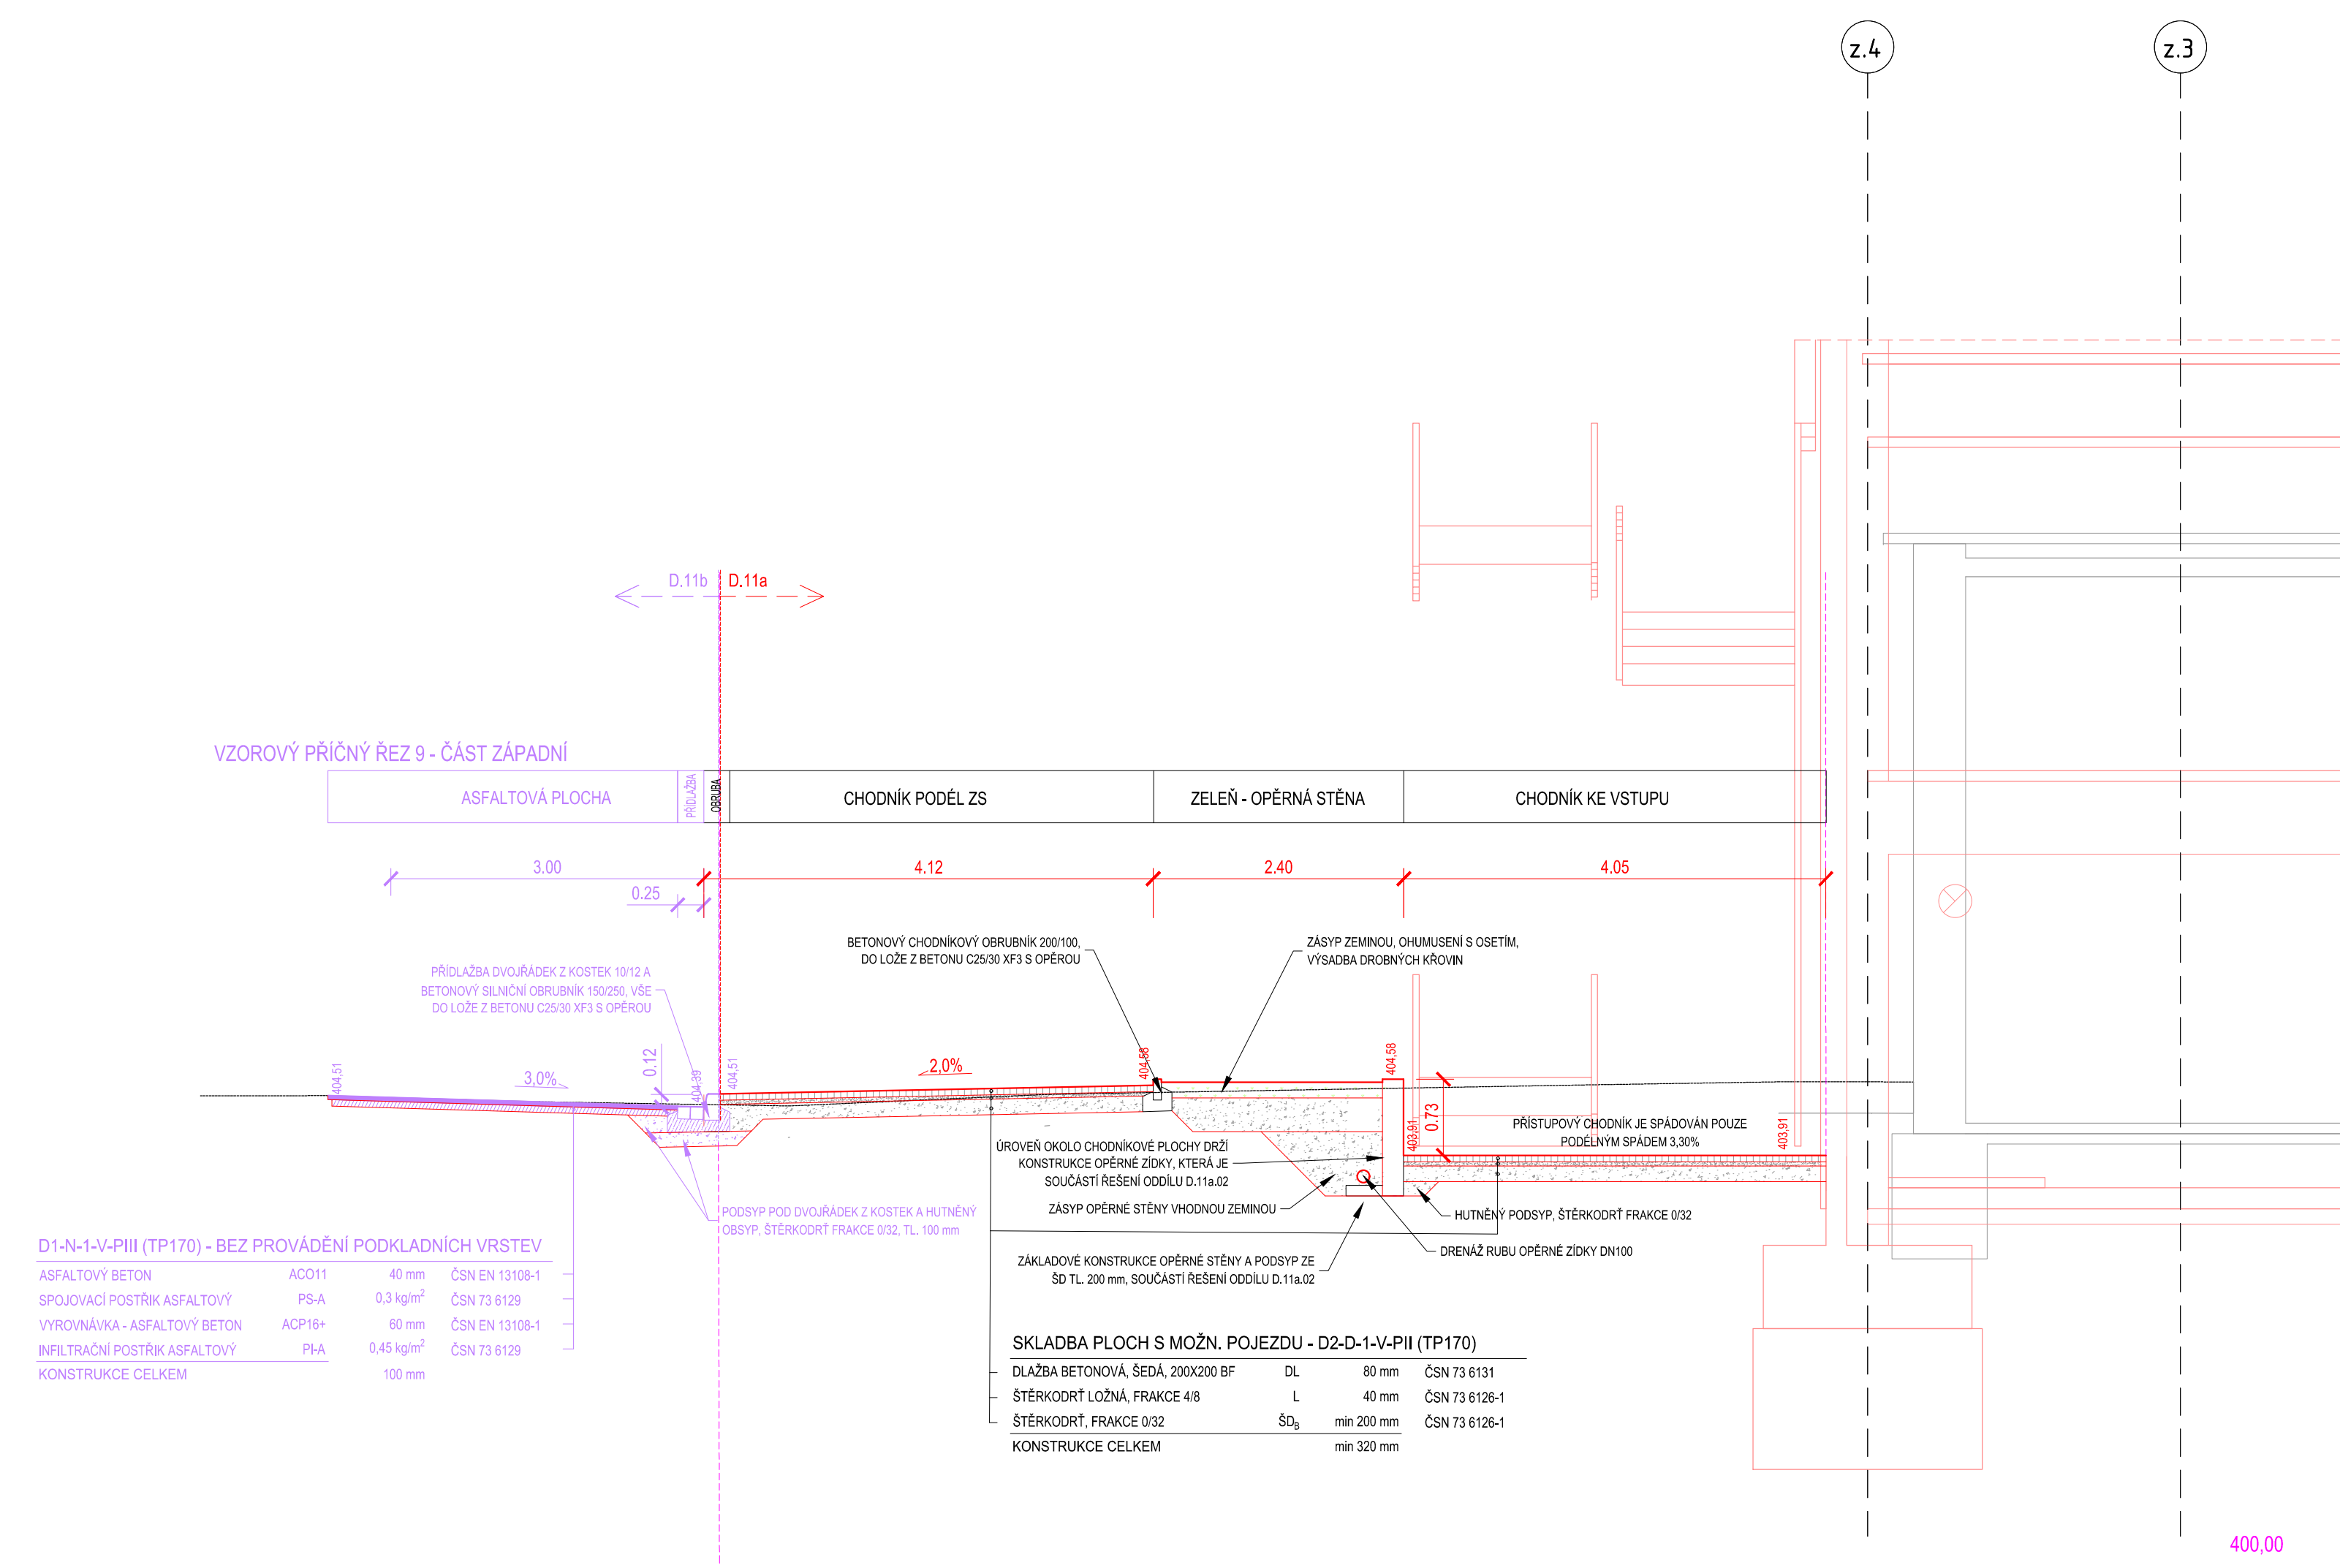 z.4
z.3
D.11b
D.11a
VZOROVÝ PŘÍČNÝ ŘEZ 9 - ČÁST ZÁPADNÍ
ASFALTOVÁ PLOCHA
PŘÍDLAŽBA
OBRUBA
CHODNÍK PODÉL ZS
ZELEŇ - OPĚRNÁ STĚNA
CHODNÍK KE VSTUPU
3.00
4.12
2.40
4.05
0.25
BETONOVÝ CHODNÍKOVÝ OBRUBNÍK 200/100,
DO LOŽE Z BETONU C25/30 XF3 S OPĚROU
ZÁSYP ZEMINOU, OHUMUSENÍ S OSETÍM,
VÝSADBA DROBNÝCH KŘOVIN
PŘÍDLAŽBA DVOJŘÁDEK Z KOSTEK 10/12 A
BETONOVÝ SILNIČNÍ OBRUBNÍK 150/250, VŠE
DO LOŽE Z BETONU C25/30 XF3 S OPĚROU
404,51
3,0%
0.12
404,39
404,51
2,0%
404,58
0.73
403,91
403,91
PŘÍSTUPOVÝ CHODNÍK JE SPÁDOVÁN POUZE
PODÉLNÝM SPÁDEM 3,30%
ÚROVEŇ OKOLO CHODNÍKOVÉ PLOCHY DRŽÍ
KONSTRUKCE OPĚRNÉ ZÍDKY, KTERÁ JE
SOUČÁSTÍ ŘEŠENÍ ODDÍLU D.11a.02
ZÁSYP OPĚRNÉ STĚNY VHODNOU ZEMINOU
HUTNĚNÝ PODSYP, ŠTĚRKODRŤ FRAKCE 0/32
DRENÁŽ RUBU OPĚRNÉ ZÍDKY DN100
ZÁKLADOVÉ KONSTRUKCE OPĚRNÉ STĚNY A PODSYP ZE
ŠD TL. 200 mm, SOUČÁSTÍ ŘEŠENÍ ODDÍLU D.11a.02
PODSYP POD DVOJŘÁDEK Z KOSTEK A HUTNĚNÝ
OBSYP, ŠTĚRKODRŤ FRAKCE 0/32, TL. 100 mm
D1-N-1-V-PIII (TP170) - BEZ PROVÁDĚNÍ PODKLADNÍCH VRSTEV
ASFALTOVÝ BETON ACO11 40 mm ČSN EN 13108-1
SPOJOVACÍ POSTŘIK ASFALTOVÝ PS-A 0,3 kg/m² ČSN 73 6129
VYROVNÁVKA - ASFALTOVÝ BETON ACP16+ 60 mm ČSN EN 13108-1
INFILTRAČNÍ POSTŘIK ASFALTOVÝ PI-A 0,45 kg/m² ČSN 73 6129
KONSTRUKCE CELKEM 100 mm
SKLADBA PLOCH S MOŽN. POJEZDU - D2-D-1-V-PII (TP170)
DLAŽBA BETONOVÁ, ŠEDÁ, 200X200 BF DL 80 mm ČSN 73 6131
ŠTĚRKODRŤ LOŽNÁ, FRAKCE 4/8 L 40 mm ČSN 73 6126-1
ŠTĚRKODRŤ, FRAKCE 0/32 ŠD_B min 200 mm ČSN 73 6126-1
KONSTRUKCE CELKEM min 320 mm
400,00